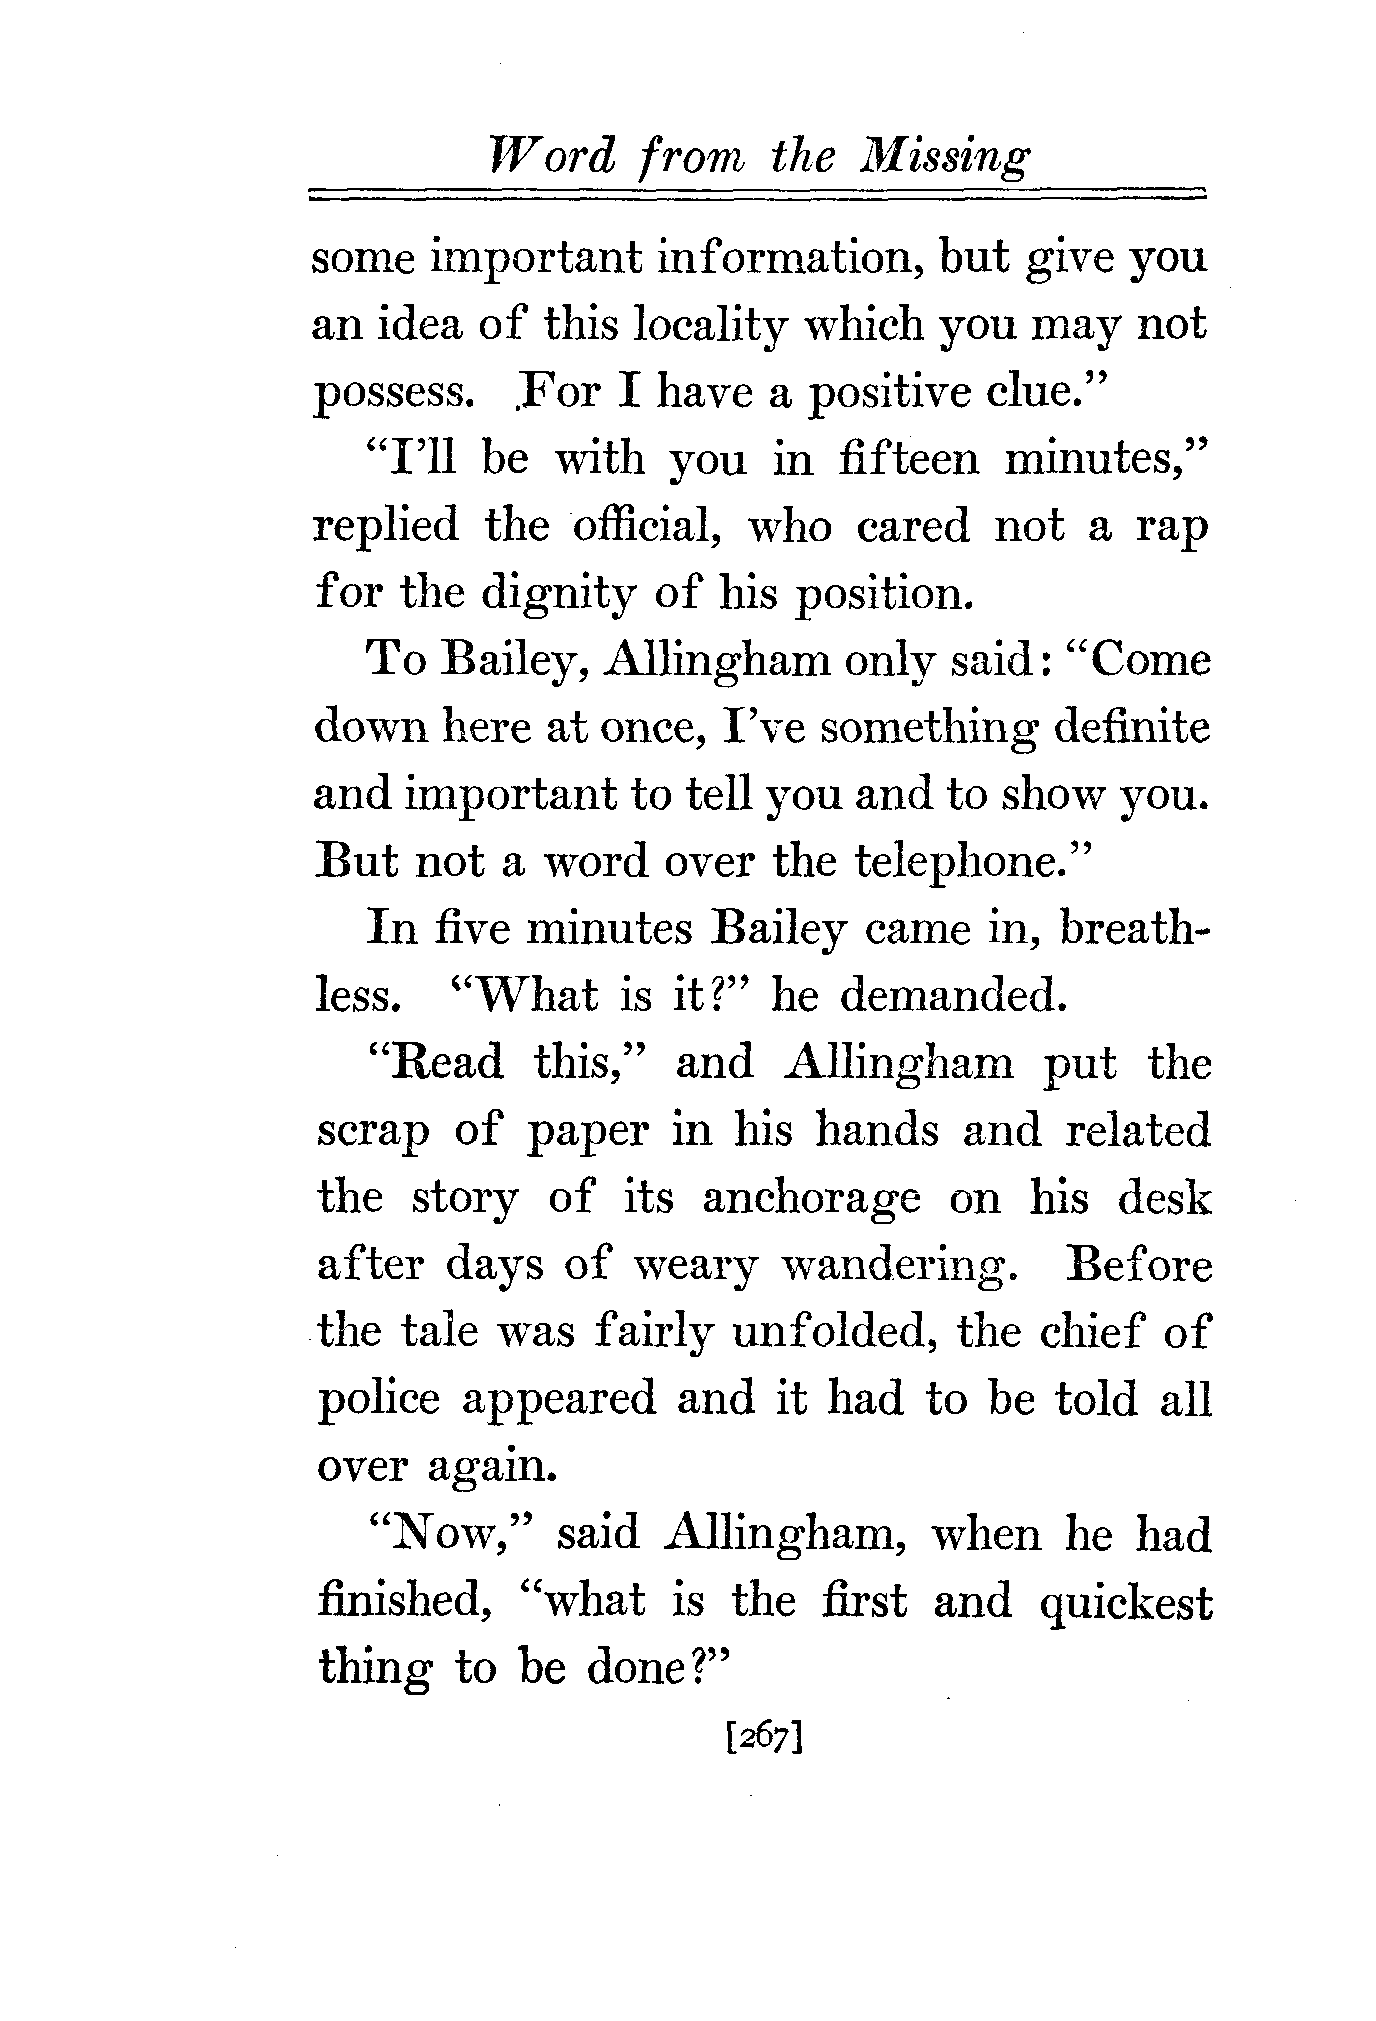 Word from the Missing
some important information, but give you
an idea of this locality which you may not
possess. For I have a positive clue."
"I'll be with you in fifteen minutes,"
replied the official, who cared not a rap
for the dignity of his position.
To Bailey, Allingham only said: "Come
down here at once, I've something definite
and important to tell you and to show you.
But not a word over the telephone."
In five minutes Bailey came in, breath-
less. "What is it?" he demanded.
"Read this," and Allingham put the
scrap of paper in his hands and related
the story of its anchorage on his desk
after days of weary wandering. Before
the tale was fairly unfolded, the chief of
police appeared and it had to be told all
over again.
"Now," said Allingham, when he had
finished, "what is the first and quickest
thing to be done?"
[267]